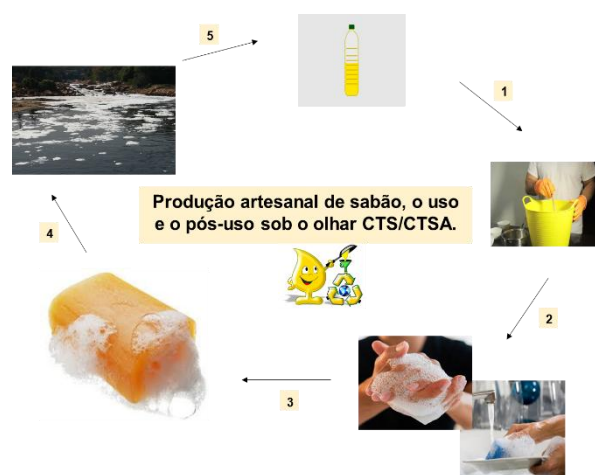 5
1
Produção artesanal de sabão, o uso
e o pós-uso sob o olhar CTS/CTSA.
4
2
3